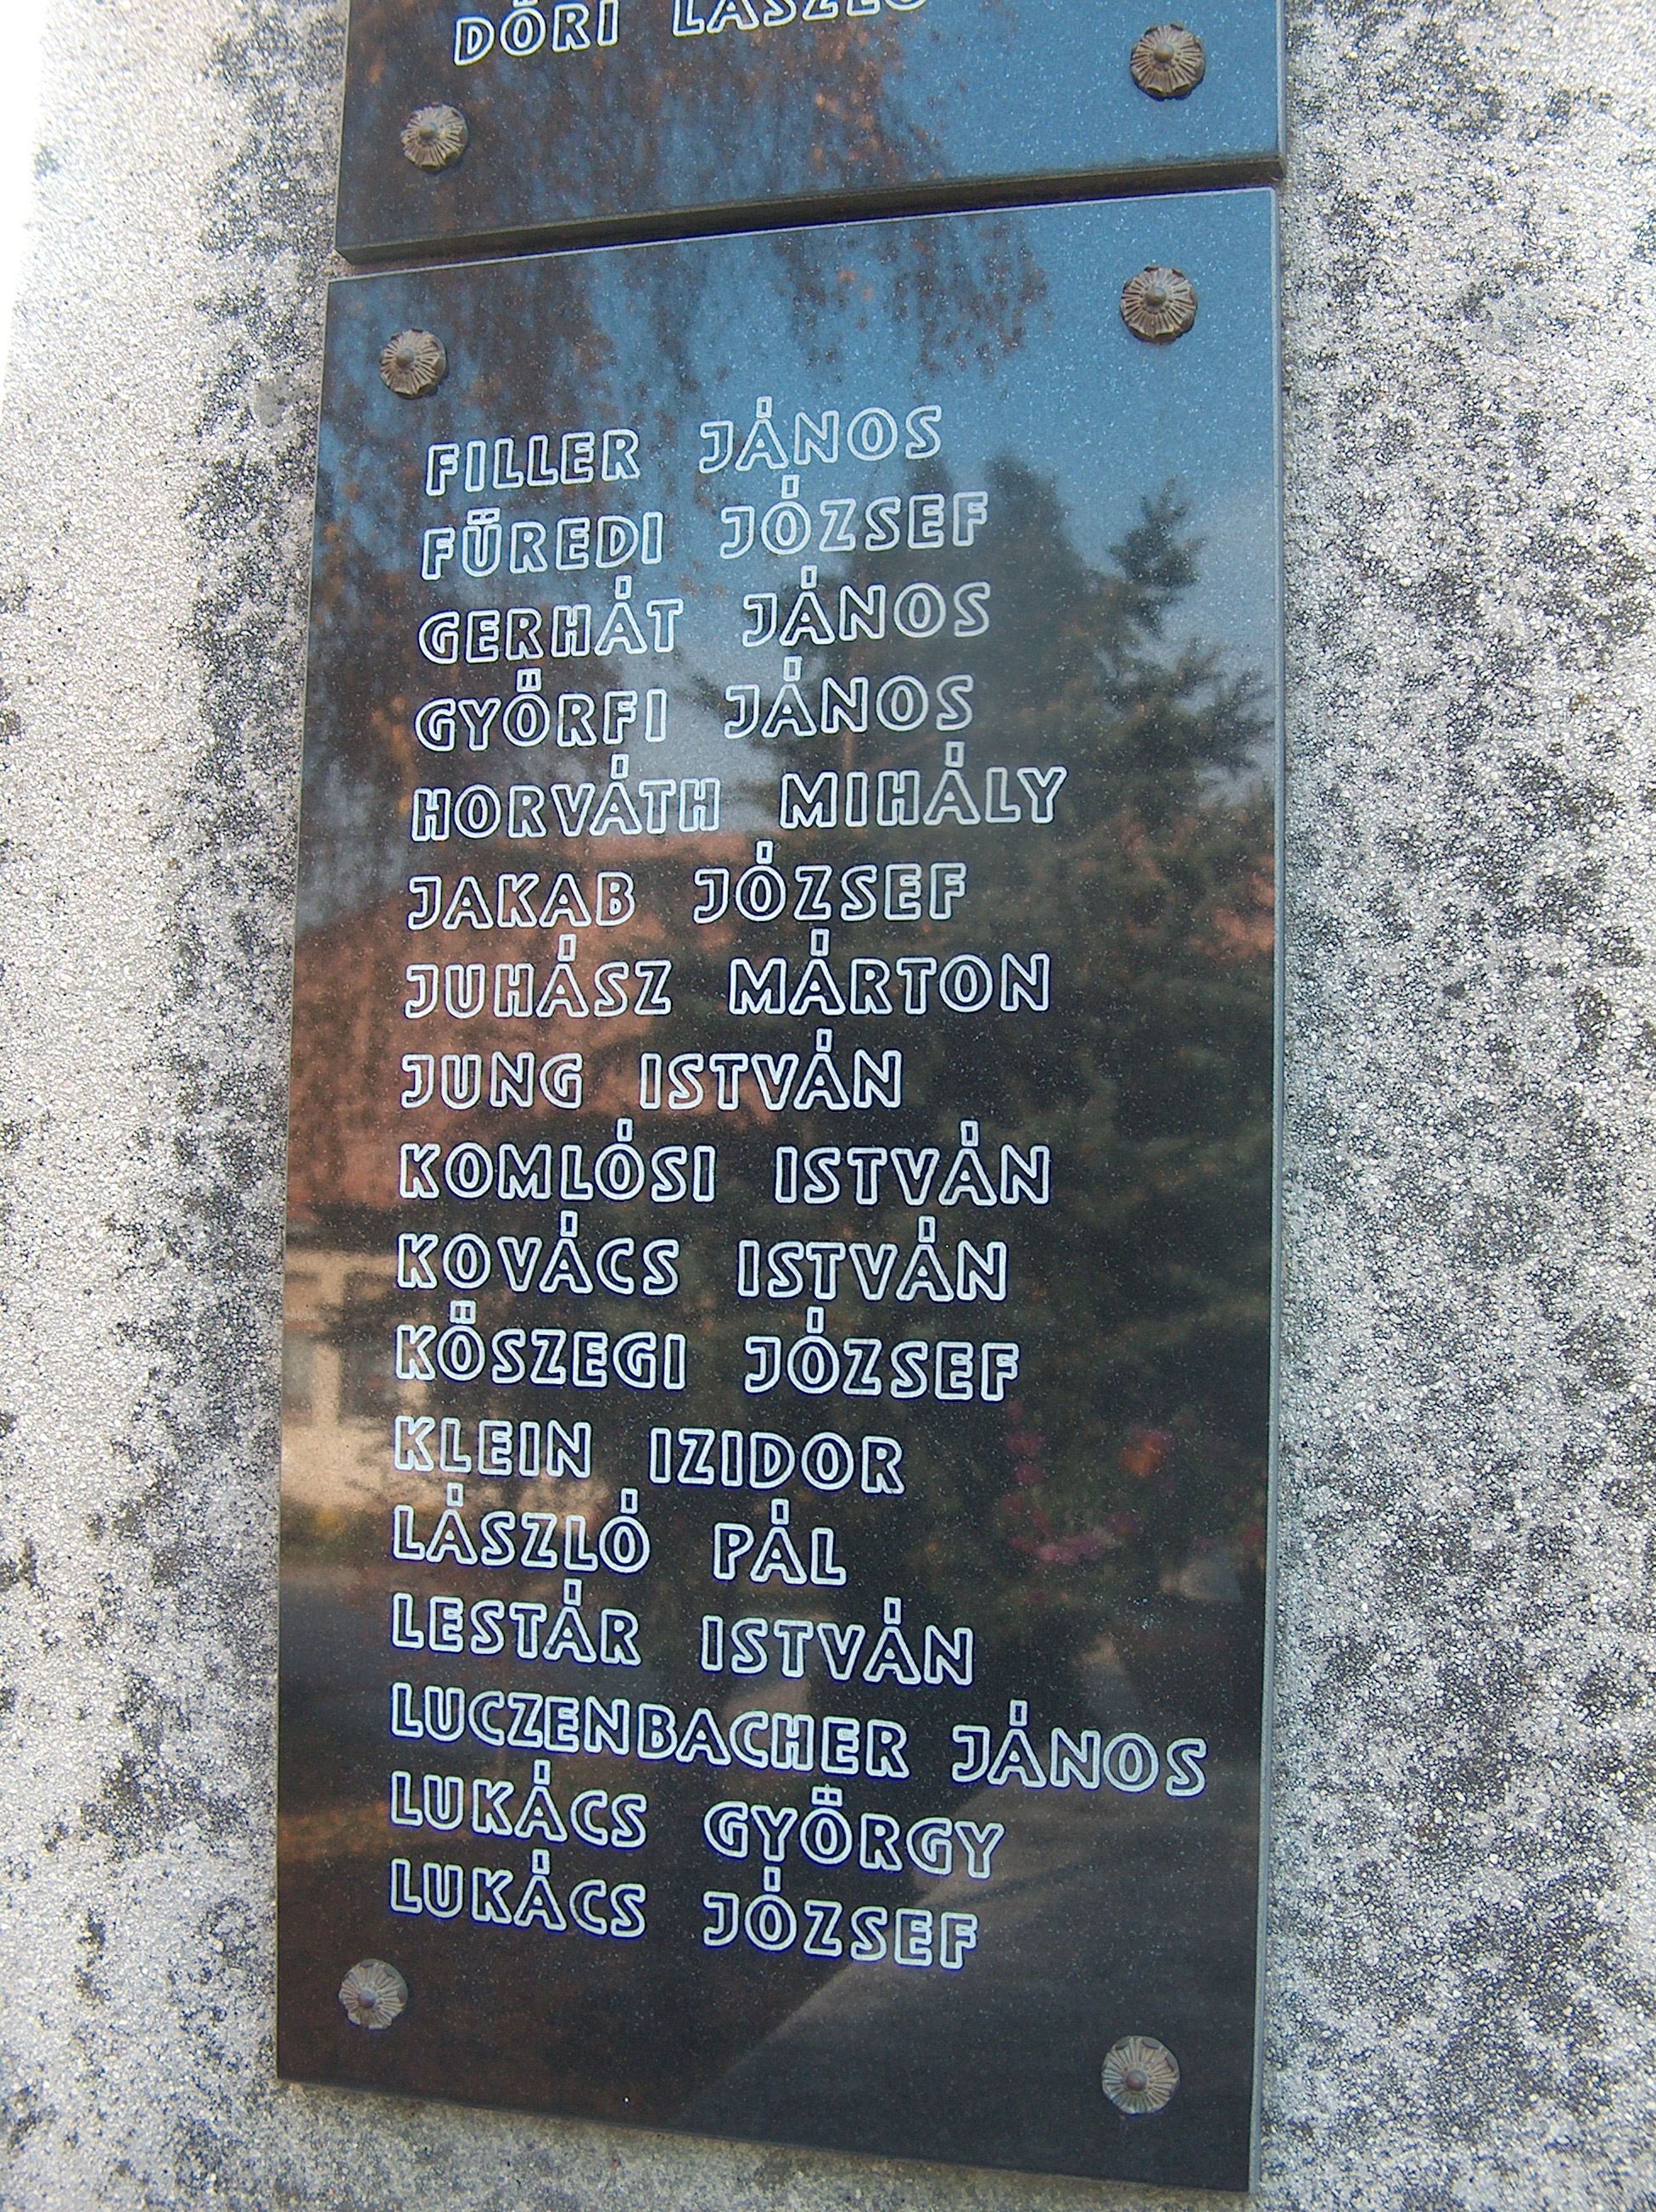 DŐRI LÁSZLÓ
FILLER JÁNOS
FÜREDI JÓZSEF
GERHÁT JÁNOS
GYŐRFI JÁNOS
HORVÁTH MIHÁLY
JAKAB JÓZSEF
JUHÁSZ MÁRTON
JUNG ISTVÁN
KOMLÓSI ISTVÁN
KOVÁCS ISTVÁN
KŐSZEGI JÓZSEF
KLEIN IZIDOR
LÁSZLÓ PÁL
LESTÁR ISTVÁN
LUCZENBACHER JÁNOS
LUKÁCS GYÖRGY
LUKÁCS JÓZSEF